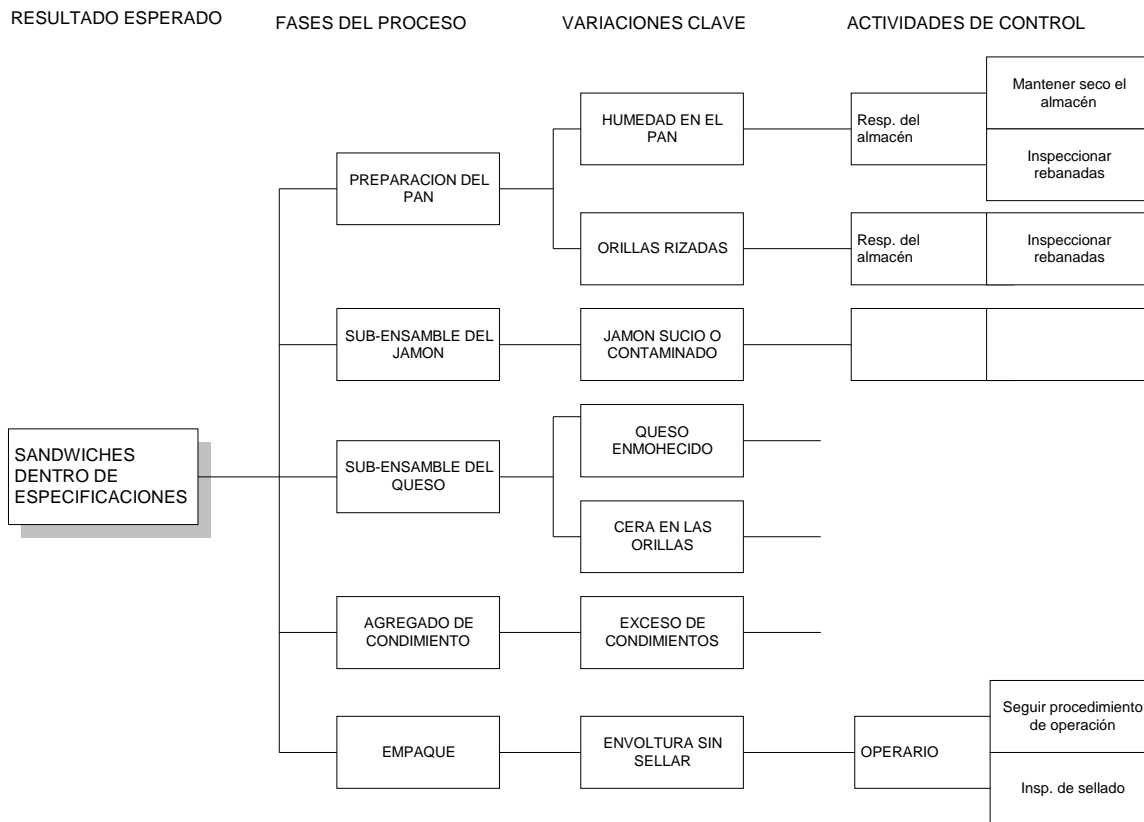 RESULTADO ESPERADO
FASES DEL PROCESO
VARIACIONES CLAVE
ACTIVIDADES DE CONTROL
SANDWICHES
DENTRO DE
ESPECIFICACIONES
PREPARACION DEL
PAN
HUMEDAD EN EL
PAN
Resp. del
almacén
Mantener seco el
almacén
Inspeccionar
rebanadas
ORILLAS RIZADAS
Resp. del
almacén
Inspeccionar
rebanadas
SUB-ENSAMBLE DEL
JAMON
JAMON SUCIO O
CONTAMINADO
SUB-ENSAMBLE DEL
QUESO
QUESO
ENMOHECIDO
CERA EN LAS
ORILLAS
AGREGADO DE
CONDIMIENTO
EXCESO DE
CONDIMENTOS
EMPAQUE
ENVOLTURA SIN
SELLAR
OPERARIO
Seguir procedimiento
de operación
Insp. de sellado